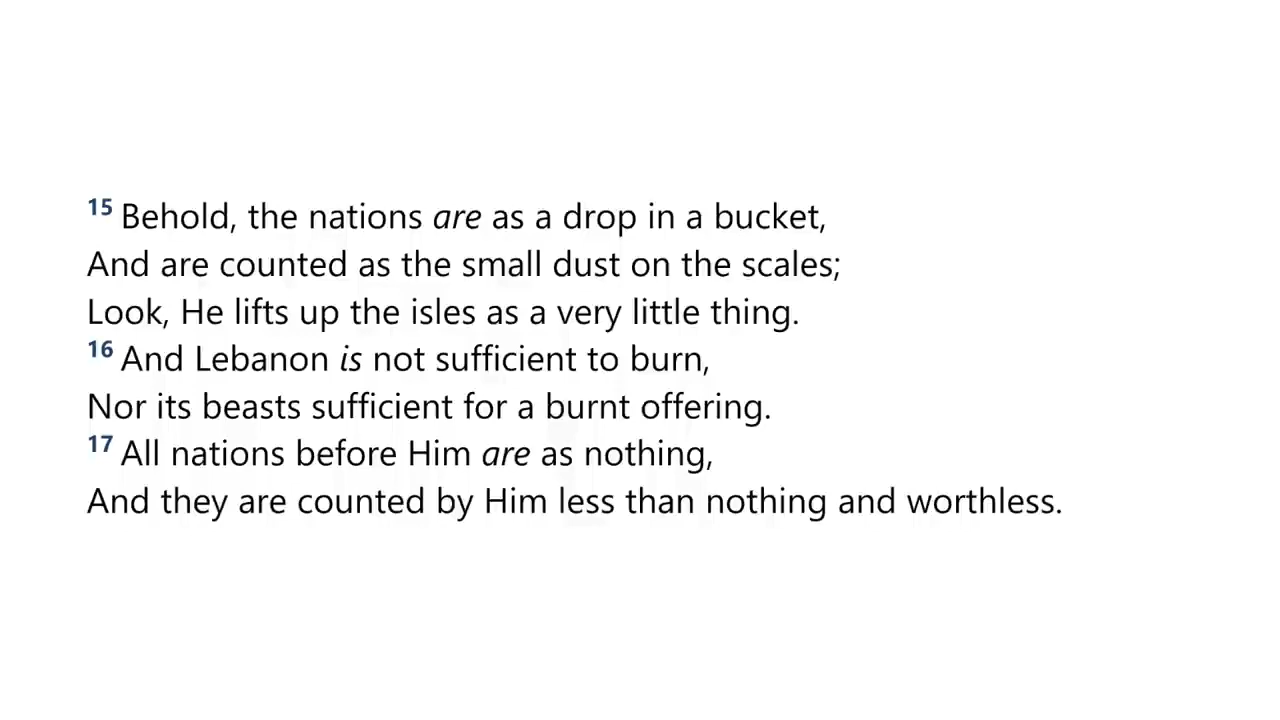 15 Behold, the nations are as a drop in a bucket,
And are counted as the small dust on the scales;
Look, He lifts up the isles as a very little thing.
16 And Lebanon is not sufficient to burn,
Nor its beasts sufficient for a burnt offering.
17 All nations before Him are as nothing,
And they are counted by Him less than nothing and worthless.